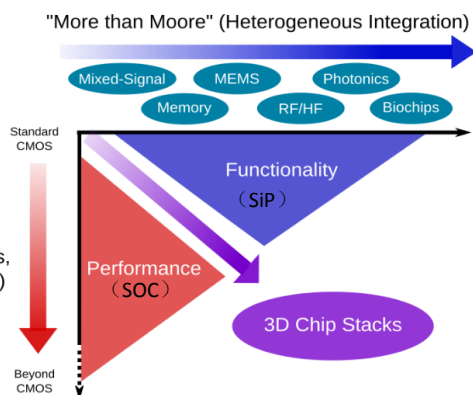 "More than Moore" (Heterogeneous Integration)
Mixed-Signal
MEMS
Photonics
Memory
RF/HF
Biochips
Standard
CMOS
Functionality
（SiP）
s,
)
Performance
（SOC）
3D Chip Stacks
Beyond
CMOS